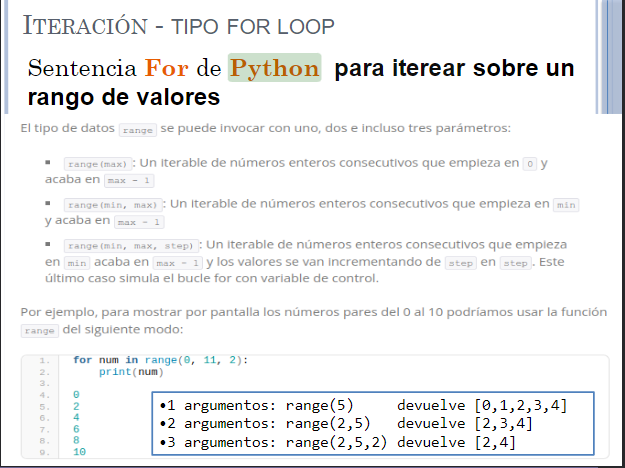 ITERACIÓN - TIPO FOR LOOP
Sentencia For de Python para iterear sobre un
rango de valores
El tipo de datos range se puede invocar con uno, dos e incluso tres parámetros:
▪ range(max): Un iterable de números enteros consecutivos que empieza en 0 y
acaba en max - 1
▪ range(min, max): Un iterable de números enteros consecutivos que empieza en min
y acaba en max - 1
▪ range(min, max, step): Un iterable de números enteros consecutivos que empieza
en min acaba en max - 1 y los valores se van incrementando de step en step. Este
último caso simula el bucle for con variable de control.
Por ejemplo, para mostrar por pantalla los números pares del 0 al 10 podríamos usar la función
range del siguiente modo:
1. for num in range(0, 11, 2):
2. print(num)
3.
4. 0
5. 2
6. 4
7. 6
8. 8
9. 10
•1 argumentos: range(5) devuelve [0,1,2,3,4]
•2 argumentos: range(2,5) devuelve [2,3,4]
•3 argumentos: range(2,5,2) devuelve [2,4]